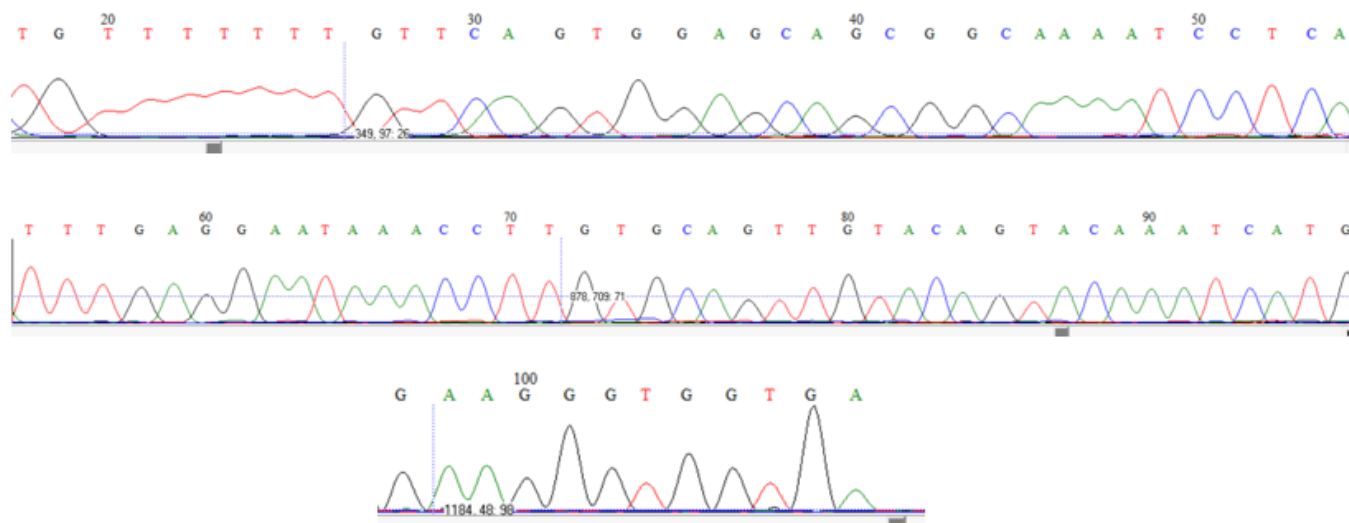 20 30 40 50
T G T T T T T T T G T T C A G T G G A G C A G C G G C A A A A T C C T C A
349, 97: 26
60 70 80 90
T T T G A G G A A T A A A C C T T G T G C A G T T G T A C A G T A C A A A T C A T G
878, 709: 71
100
G A A G G G T G G T G A
1184, 48: 98